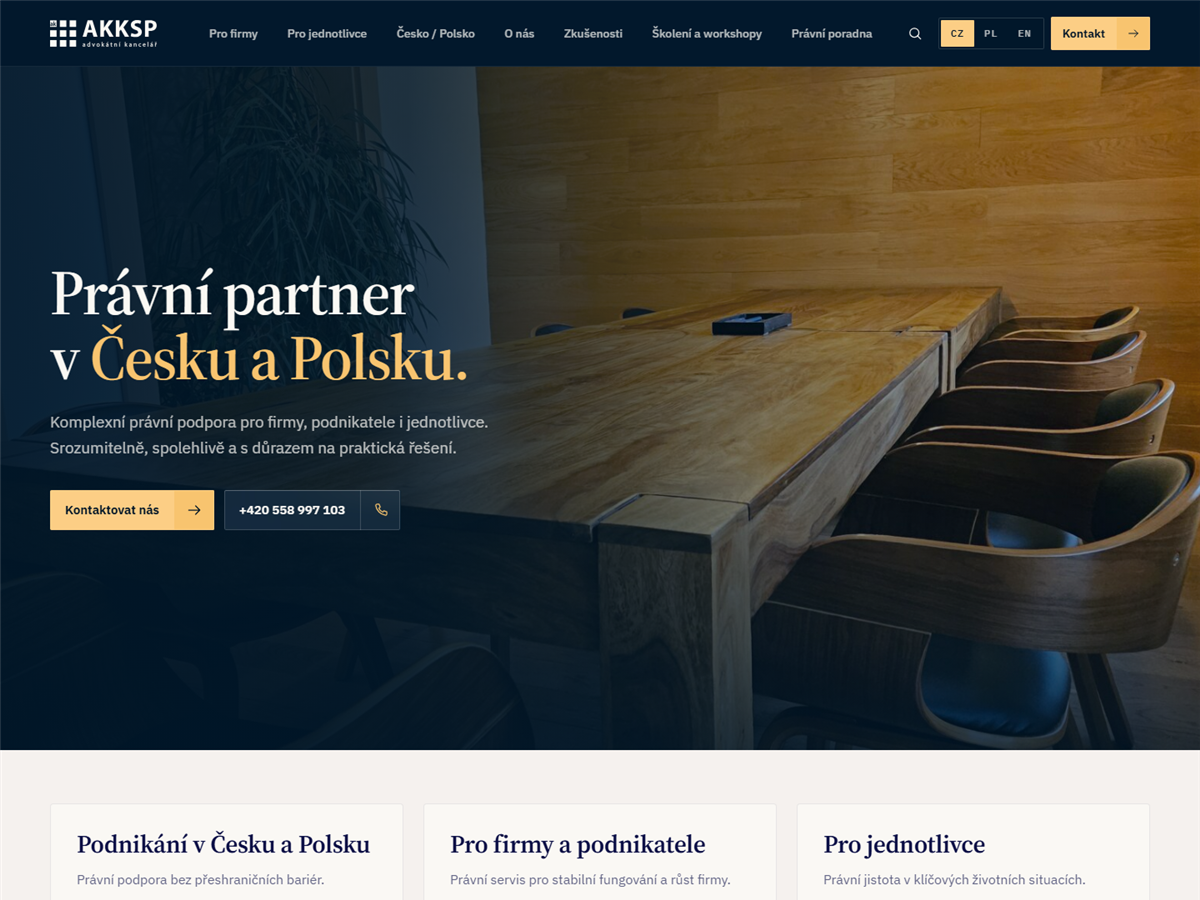 AKKSP
advokátní kancelář
Pro firmy
Pro jednotlivce
Česko / Polsko
O nás
Zkušenosti
Školení a workshopy
Právní poradna
CZ
PL
EN
Kontakt
Právní partner
v Česku a Polsku.
Komplexní právní podpora pro firmy, podnikatele i jednotlivce.
Srozumitelně, spolehlivě a s důrazem na praktická řešení.
Kontaktovat nás
+420 558 997 103
Podnikání v Česku a Polsku
Právní podpora bez přeshraničních bariér.
Pro firmy a podnikatele
Právní servis pro stabilní fungování a růst firmy.
Pro jednotlivce
Právní jistota v klíčových životních situacích.